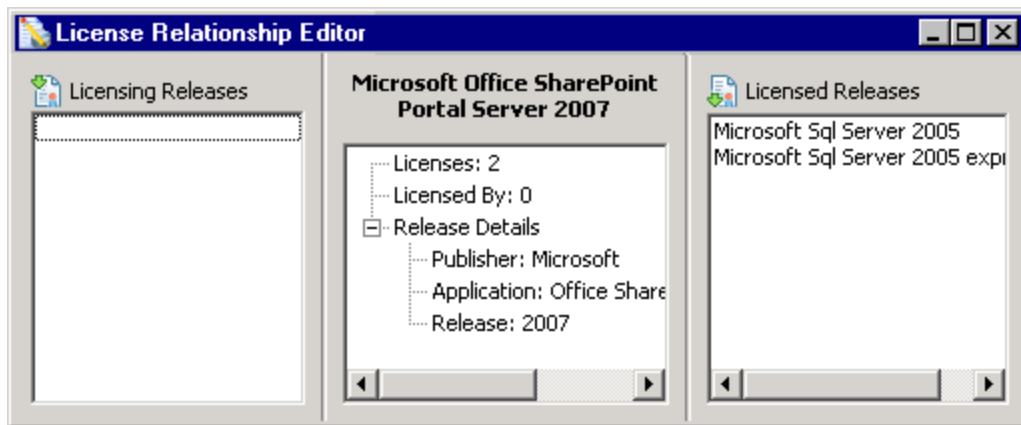 License Relationship Editor
Licensing Releases
Microsoft Office SharePoint
Portal Server 2007
Licenses: 2
Licensed By: 0
Release Details
Publisher: Microsoft
Application: Office Share
Release: 2007
Licensed Releases
Microsoft Sql Server 2005
Microsoft Sql Server 2005 expr